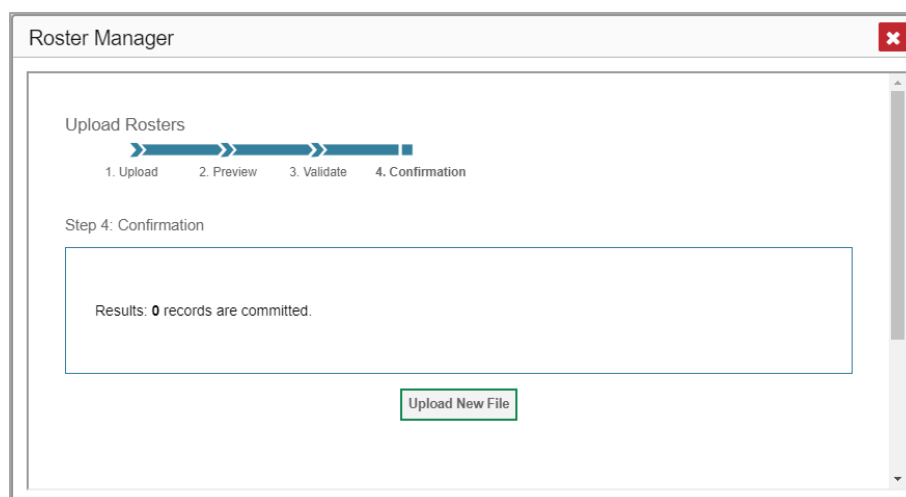 Roster Manager
Upload Rosters
1. Upload 2. Preview 3. Validate 4. Confirmation
Step 4: Confirmation
Results: 0 records are committed.
Upload New File